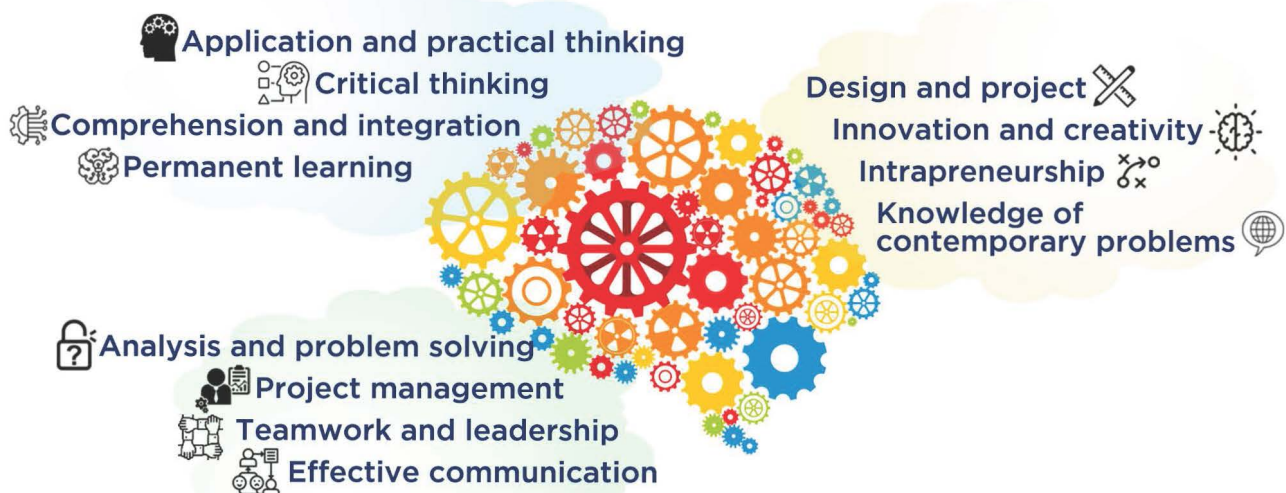 Application and practical thinking
Critical thinking
Comprehension and integration
Permanent learning
Design and project
Innovation and creativity
Intrapreneurship
Knowledge of
contemporary problems
?
Analysis and problem solving
Project management
Teamwork and leadership
Effective communication